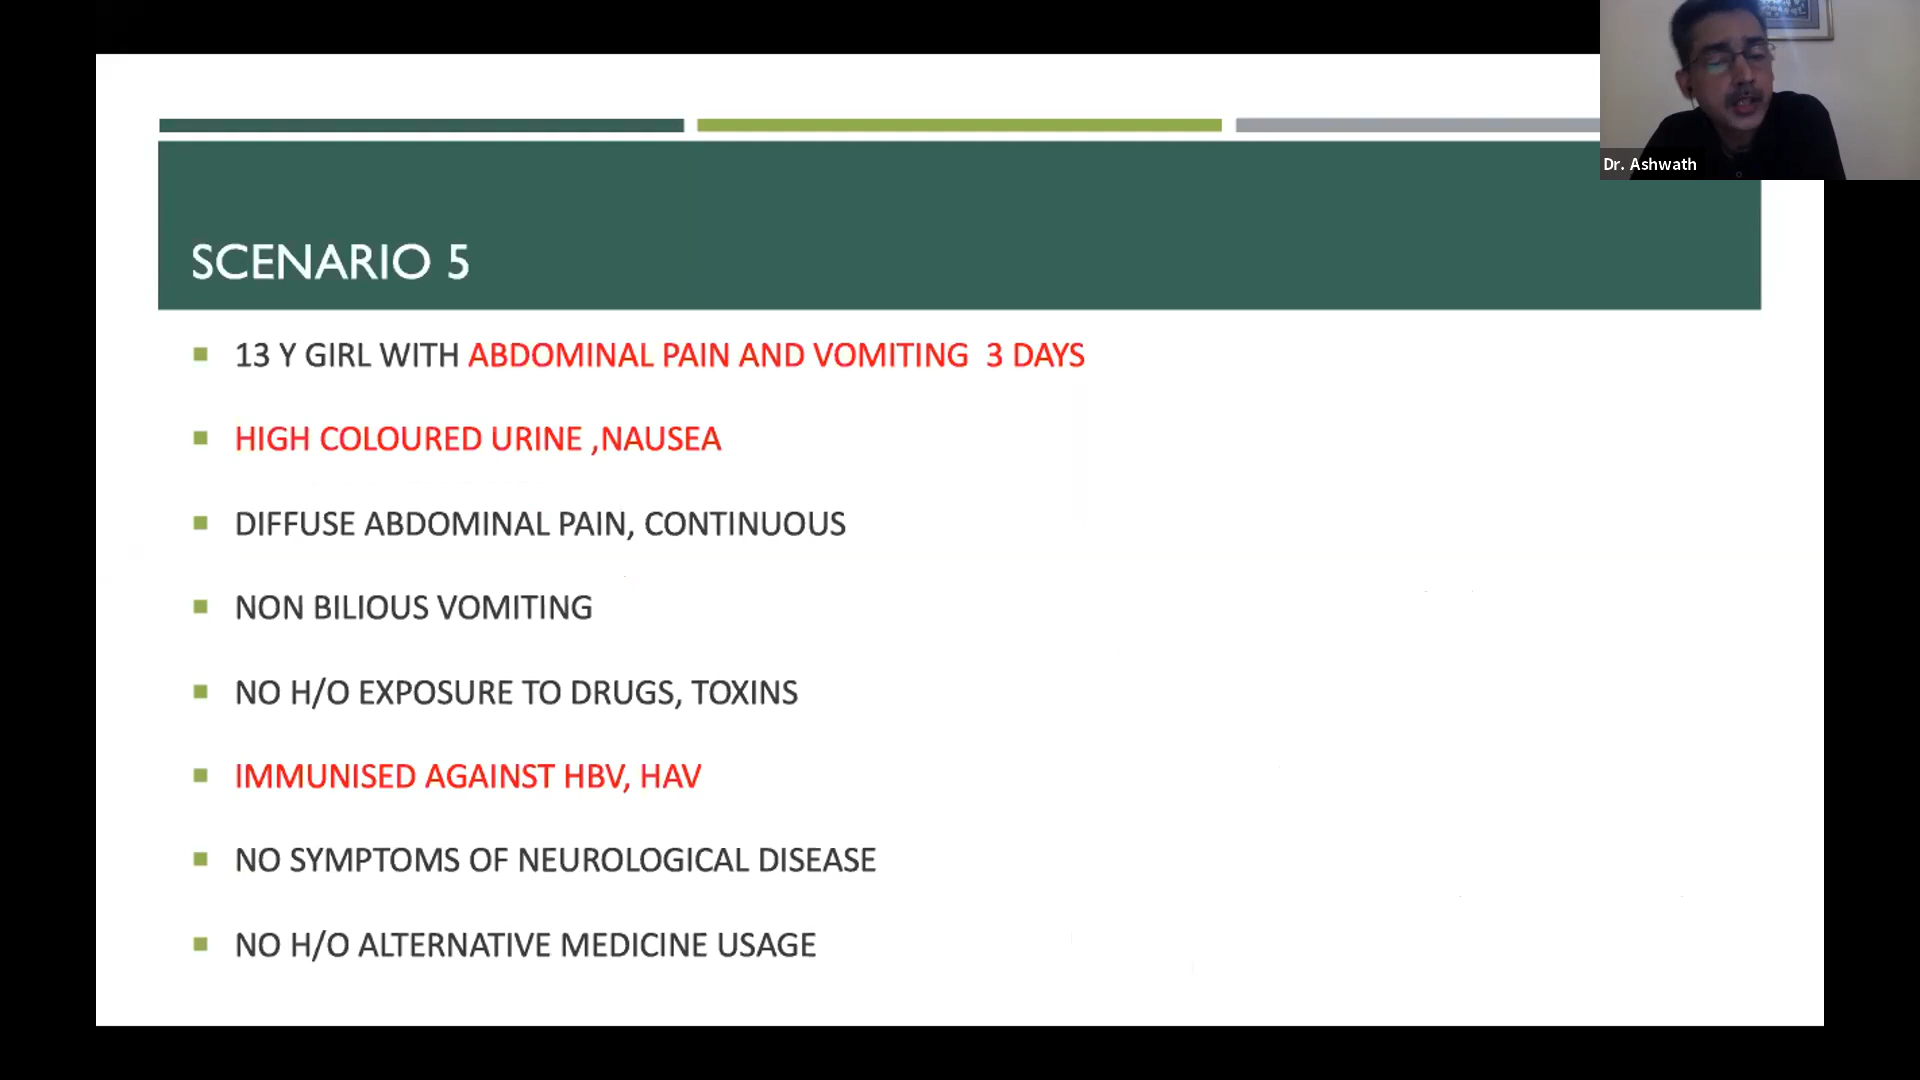 Dr. Ashwath
SCENARIO 5
13 Y GIRL WITH ABDOMINAL PAIN AND VOMITING 3 DAYS
HIGH COLOURED URINE ,NAUSEA
DIFFUSE ABDOMINAL PAIN, CONTINUOUS
NON BILIOUS VOMITING
NO H/O EXPOSURE TO DRUGS, TOXINS
IMMUNISED AGAINST HBV, HAV
NO SYMPTOMS OF NEUROLOGICAL DISEASE
NO H/O ALTERNATIVE MEDICINE USAGE